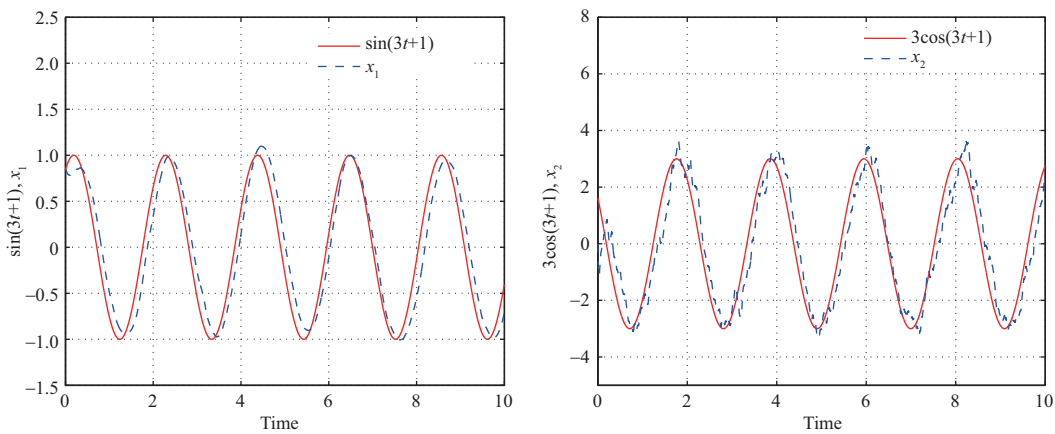 2.5
2.0
1.5
1.0
0.5
0
−0.5
−1.0
−1.5
sin(3t+1), x₁
sin(3t+1)
x₁
0 2 4 6 8 10
Time
8
6
4
2
0
−2
−4
3cos(3t+1), x₂
3cos(3t+1)
x₂
0 2 4 6 8 10
Time